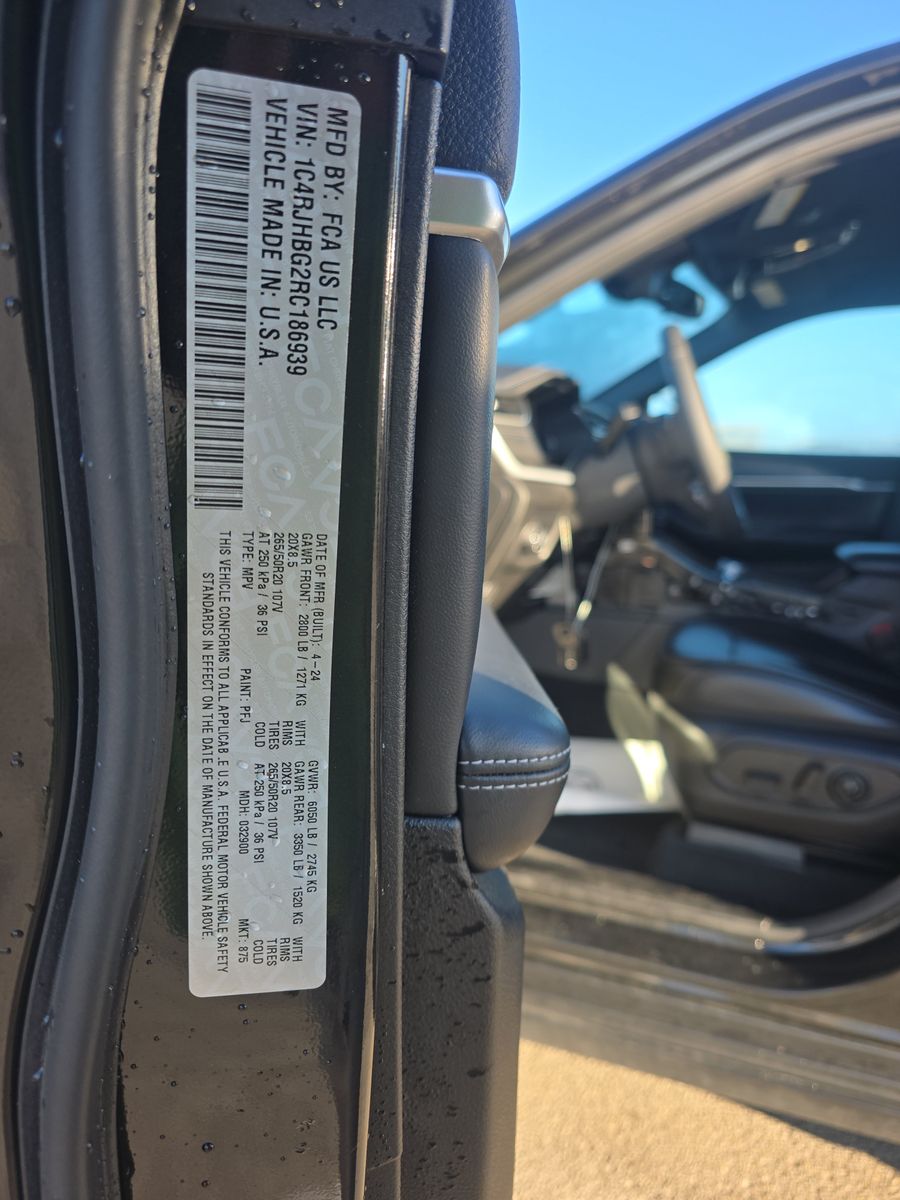 MFD BY: FCA US LLC
VIN: 1C4RJHBG2RC186939
VEHICLE MADE IN: U.S.A.
DATE OF MFR (BUILT): 4-24 GVWR: 6050 LB / 2745 KG
GAWR FRONT: 2800 LB / 1271 KG WITH GAWR REAR: 3350 LB / 1520 KG WITH
20X8.5 RIMS 20X8.5 RIMS
265/50R20 107V TIRES 265/50R20 107V TIRES
AT 250 kPa / 36 PSI COLD AT 250 kPa / 36 PSI COLD
TYPE: MPV PAINT: PFJ MDH: 032900 MKT: 875
THIS VEHICLE CONFORMS TO ALL APPLICAB.E U.S.A. FEDERAL MOTOR VEHICLE SAFETY
STANDARDS IN EFFECT ON THE DATE OF MANUFACTURE SHOWN ABOVE.